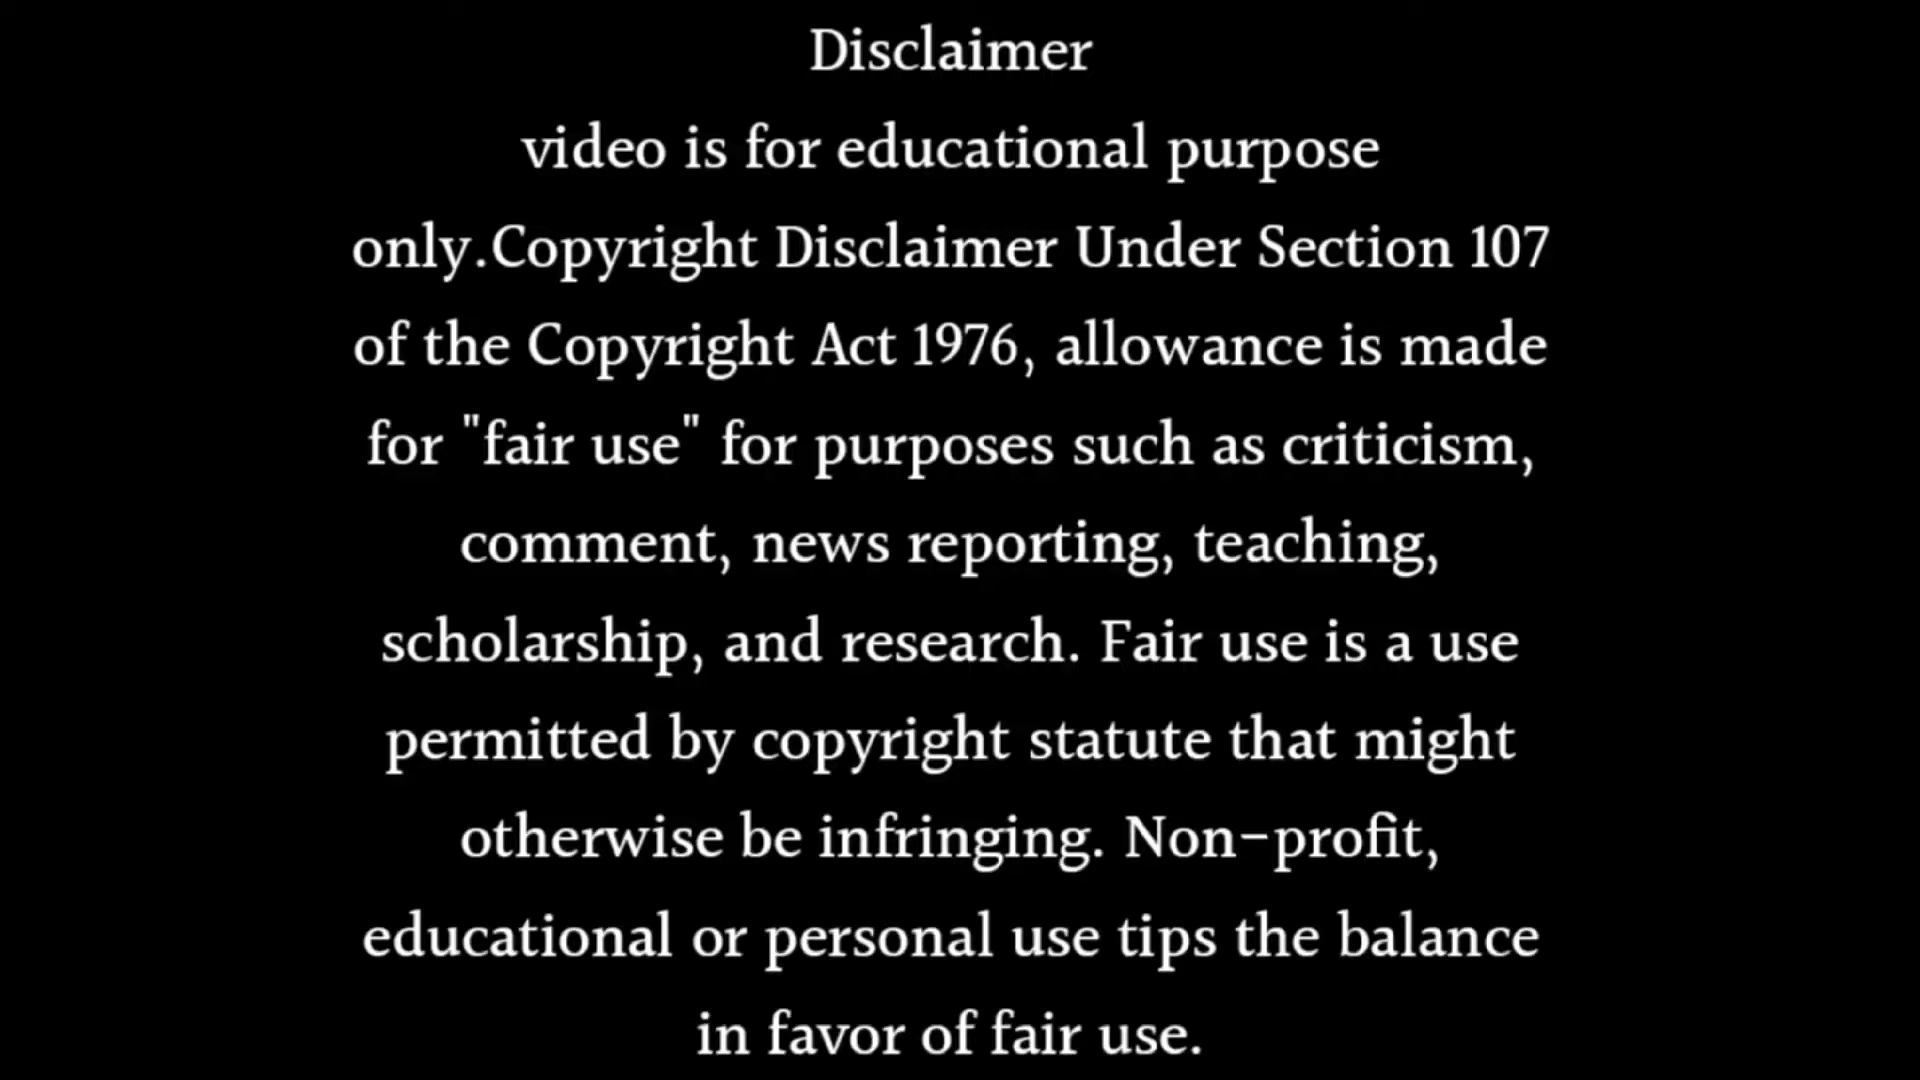 Disclaimer
video is for educational purpose
only.Copyright Disclaimer Under Section 107
of the Copyright Act 1976, allowance is made
for "fair use" for purposes such as criticism,
comment, news reporting, teaching,
scholarship, and research. Fair use is a use
permitted by copyright statute that might
otherwise be infringing. Non-profit,
educational or personal use tips the balance
in favor of fair use.